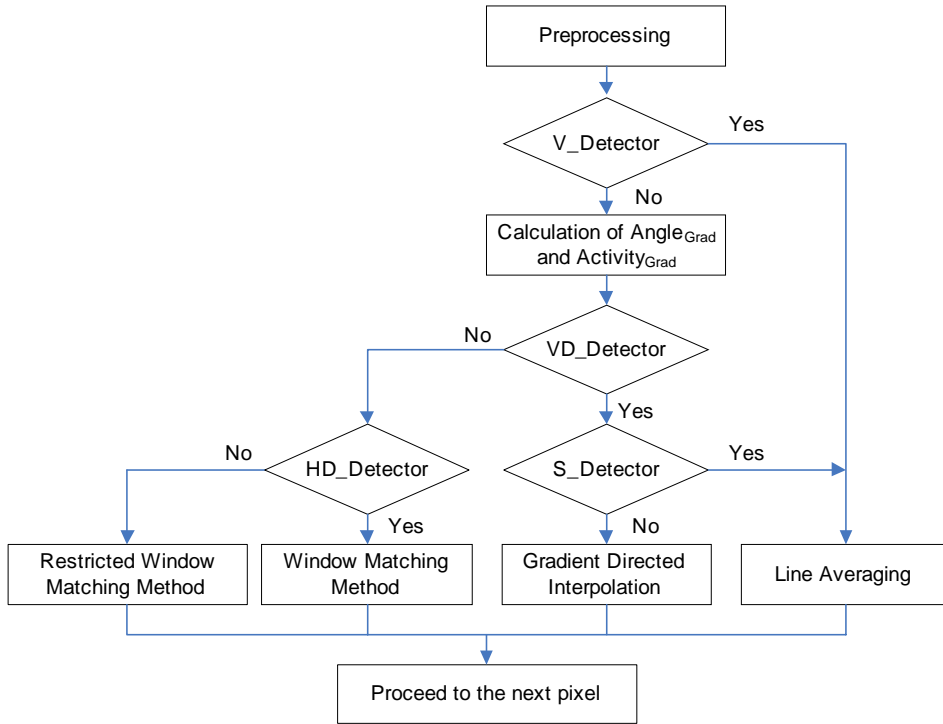 Preprocessing
V_Detector
Yes
No
Calculation of AngleGrad
and ActivityGrad
No
VD_Detector
Yes
No
HD_Detector
S_Detector
Yes
Yes
No
Restricted Window
Matching Method
Window Matching
Method
Gradient Directed
Interpolation
Line Averaging
Proceed to the next pixel